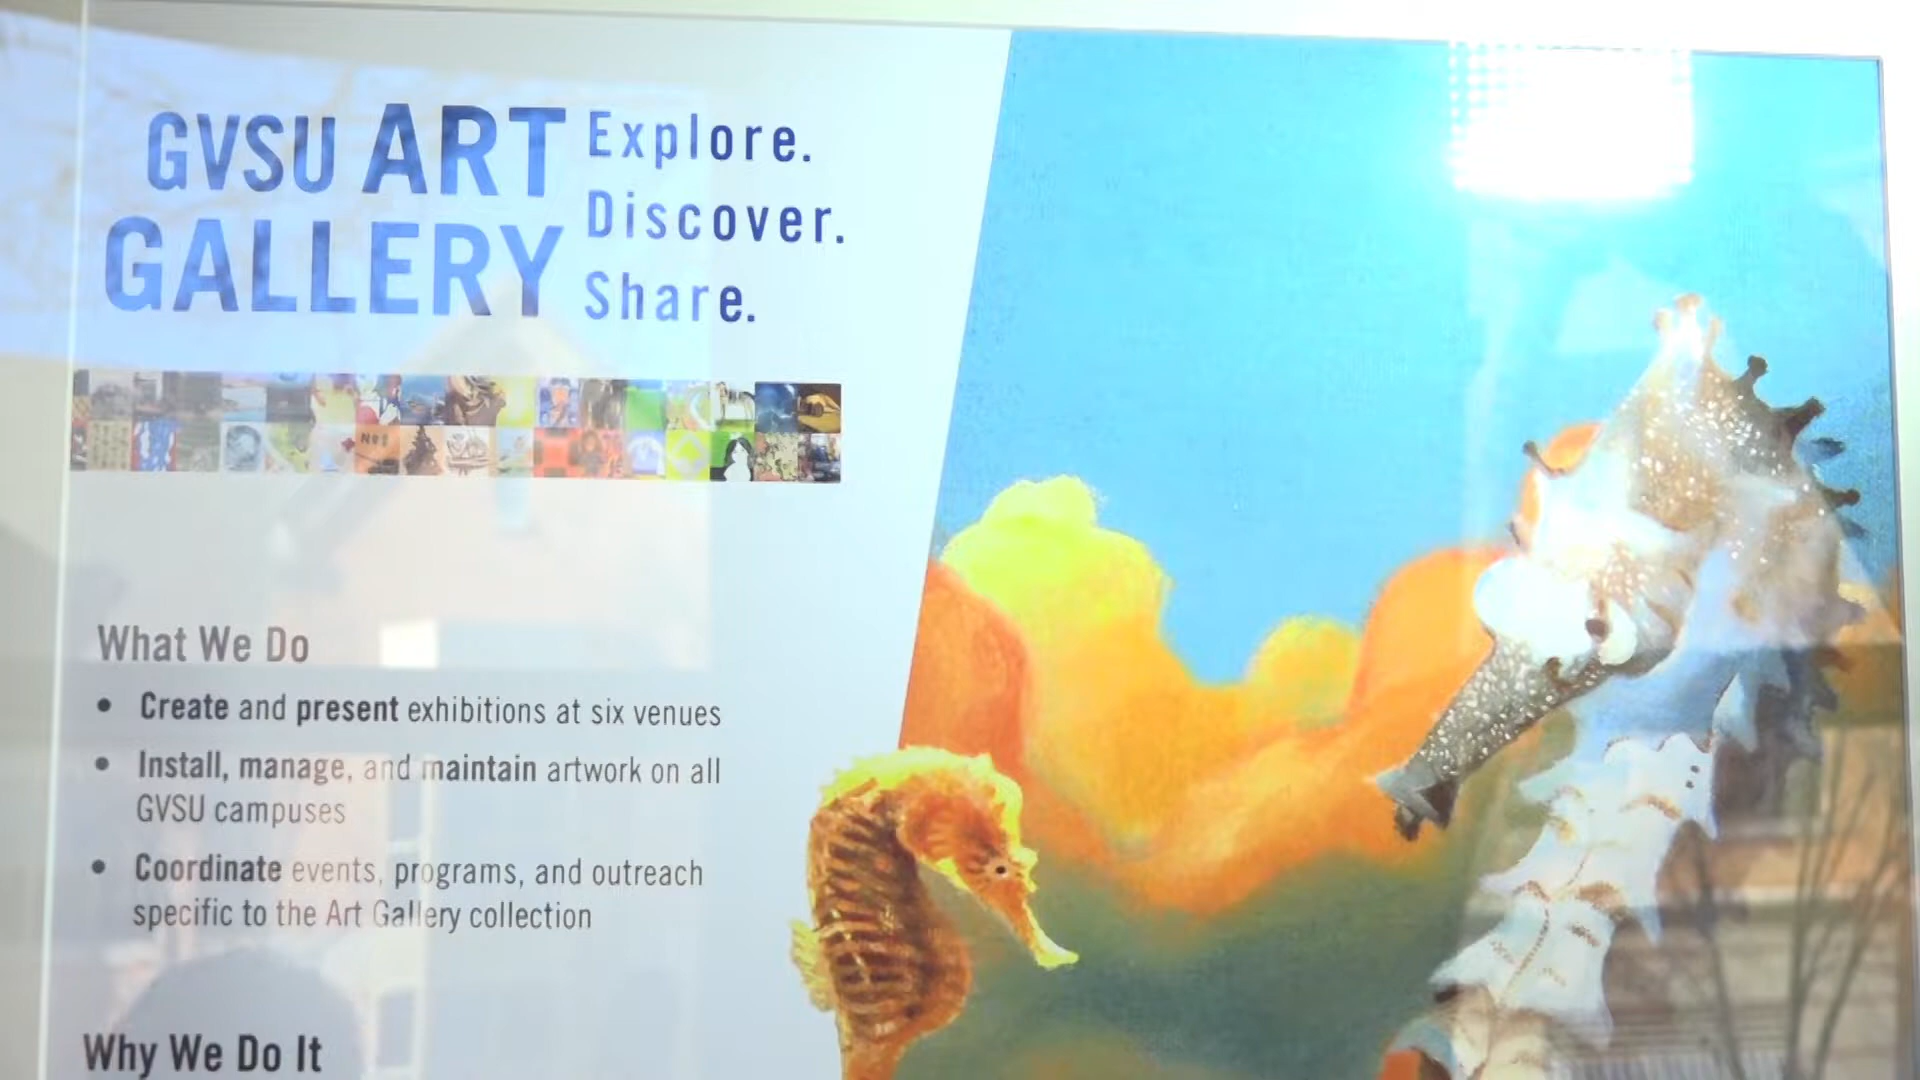 GVSU ART
GALLERY
Explore.
Discover.
Share.
What We Do
• Create and present exhibitions at six venues
• Install, manage, and maintain artwork on all
GVSU campuses
• Coordinate events, programs, and outreach
specific to the Art Gallery collection
Why We Do It